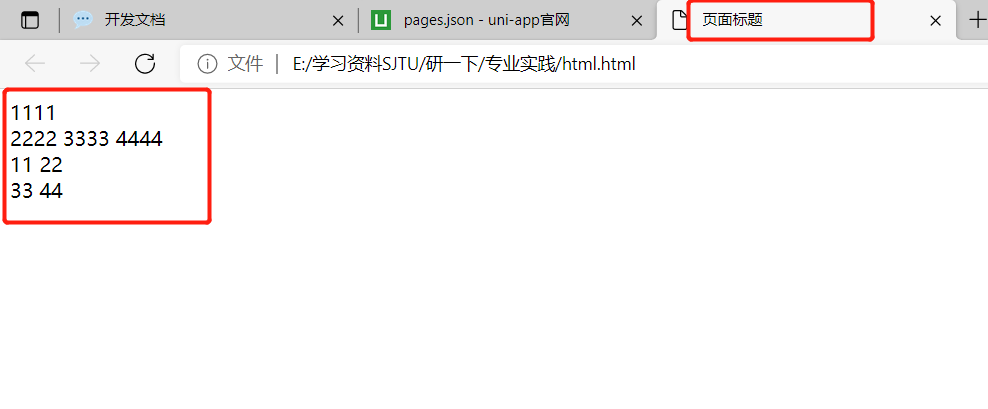 开发文档
pages.json - uni-app官网
页面标题
文件
E:/学习资料SJTU/研一下/专业实践/html.html
1111
2222 3333 4444
11 22
33 44